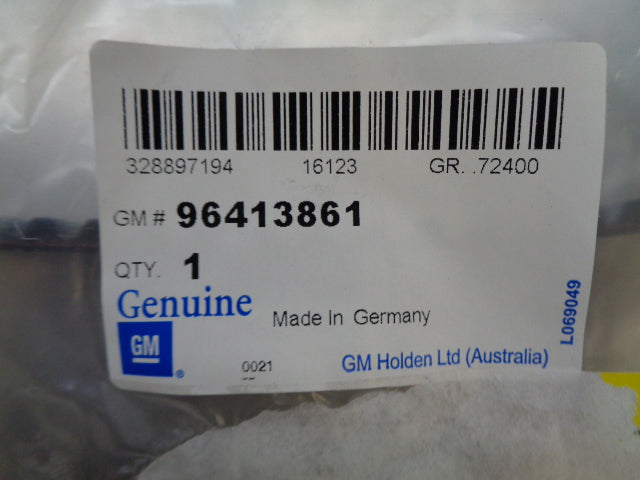 328897194 16123 GR. .72400
GM # 96413861
QTY. 1
Genuine
Made In Germany
GM ®
0021
GM Holden Ltd (Australia)
L069049